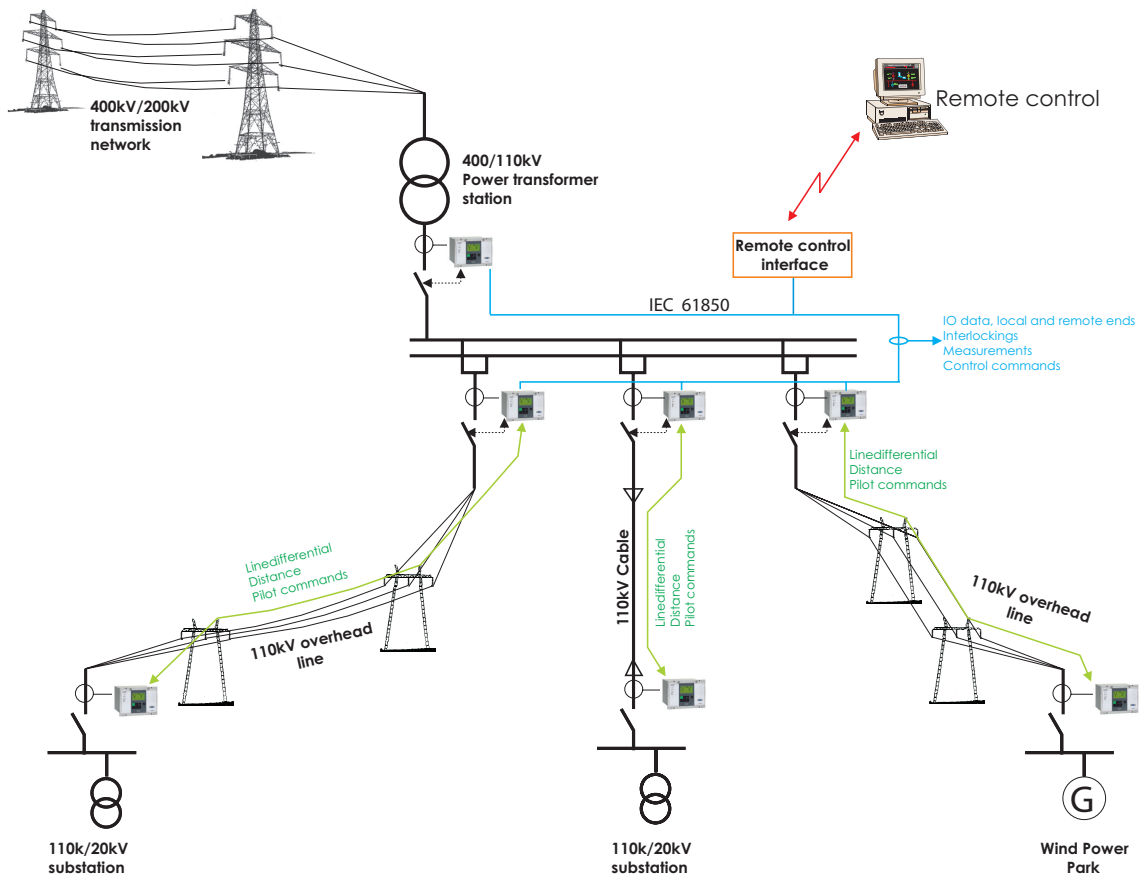 400kV/200kV
transmission
network
Remote control
400/110kV
Power transformer
station
Remote control
interface
IEC 61850
IO data, local and remote ends
Interlockings
Measurements
Control commands
Linedifferential
Distance
Pilot commands
Linedifferential
Distance
Pilot commands
110kV Cable
Linedifferential
Distance
Pilot commands
110kV overhead
line
110kV overhead
line
G
110k/20kV
substation
110k/20kV
substation
Wind Power
Park